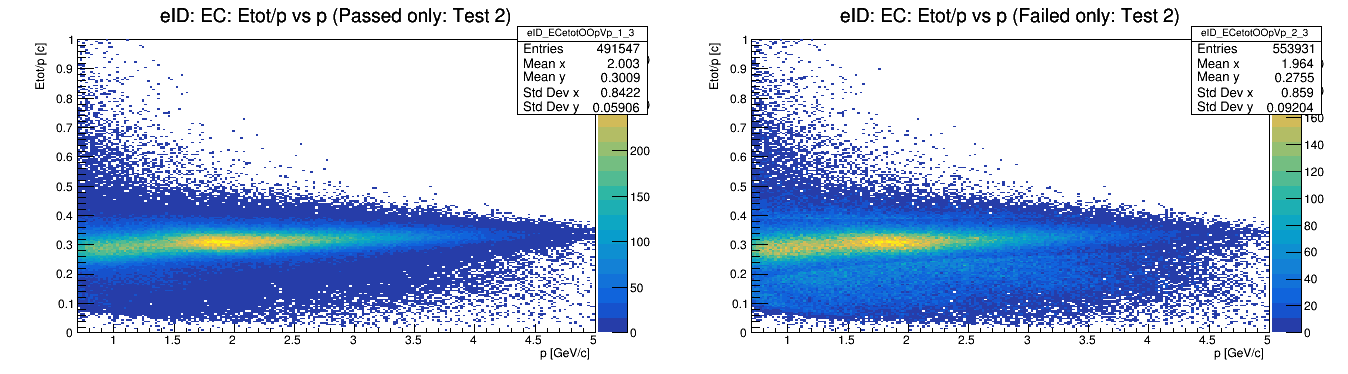 eID: EC: Etot/p vs p (Passed only: Test 2)
eID_ECetotOOpVp_1_3
Entries 491547
Mean x 2.003
Mean y 0.3009
Std Dev x 0.8422
Std Dev y 0.05906
Etot/p [c]
1
0.9
0.8
0.7
0.6
0.5
0.4
0.3
0.2
0.1
0
1 1.5 2 2.5 3 3.5 4 4.5 5
p [GeV/c]
200
150
100
50
0
eID: EC: Etot/p vs p (Failed only: Test 2)
eID_ECetotOOpVp_2_3
Entries 553931
Mean x 1.964
Mean y 0.2755
Std Dev x 0.859
Std Dev y 0.09204
Etot/p [c]
1
0.9
0.8
0.7
0.6
0.5
0.4
0.3
0.2
0.1
0
1 1.5 2 2.5 3 3.5 4 4.5 5
p [GeV/c]
160
140
120
100
80
60
40
20
0